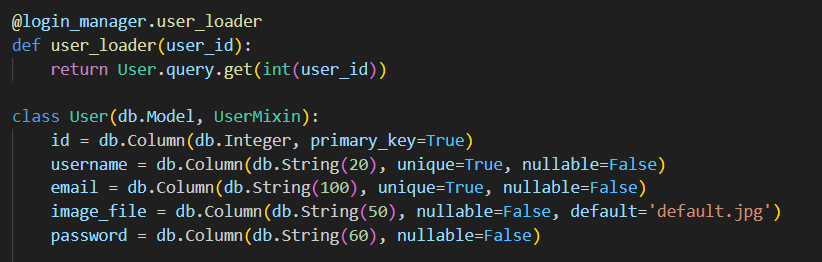 @login_manager.user_loader
def user_loader(user_id):
    return User.query.get(int(user_id))

class User(db.Model, UserMixin):
    id = db.Column(db.Integer, primary_key=True)
    username = db.Column(db.String(20), unique=True, nullable=False)
    email = db.Column(db.String(100), unique=True, nullable=False)
    image_file = db.Column(db.String(50), nullable=False, default='default.jpg')
    password = db.Column(db.String(60), nullable=False)